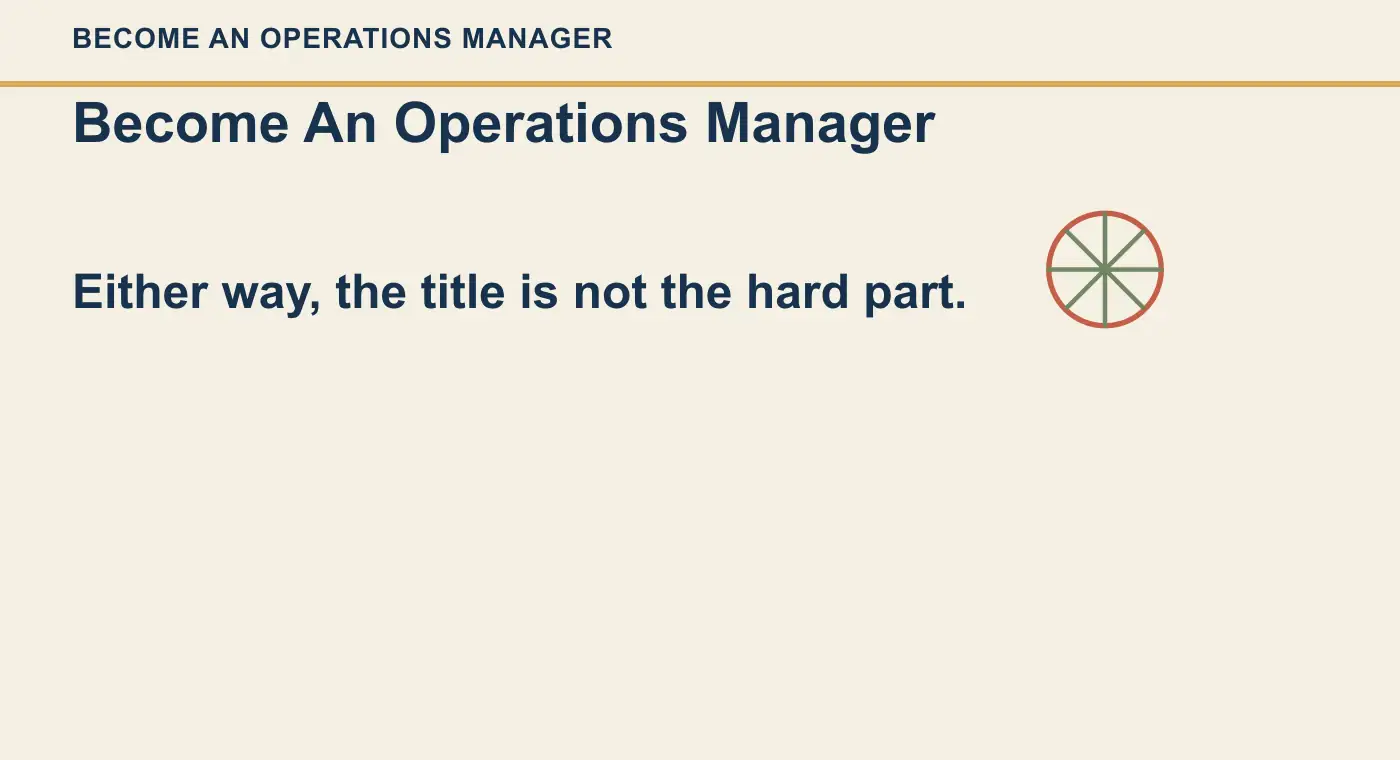 BECOME AN OPERATIONS MANAGER
Become An Operations Manager
Either way, the title is not the hard part.